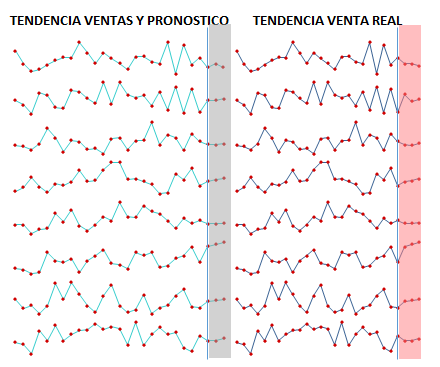 TENDENCIA VENTAS Y PRONOSTICO
TENDENCIA VENTA REAL